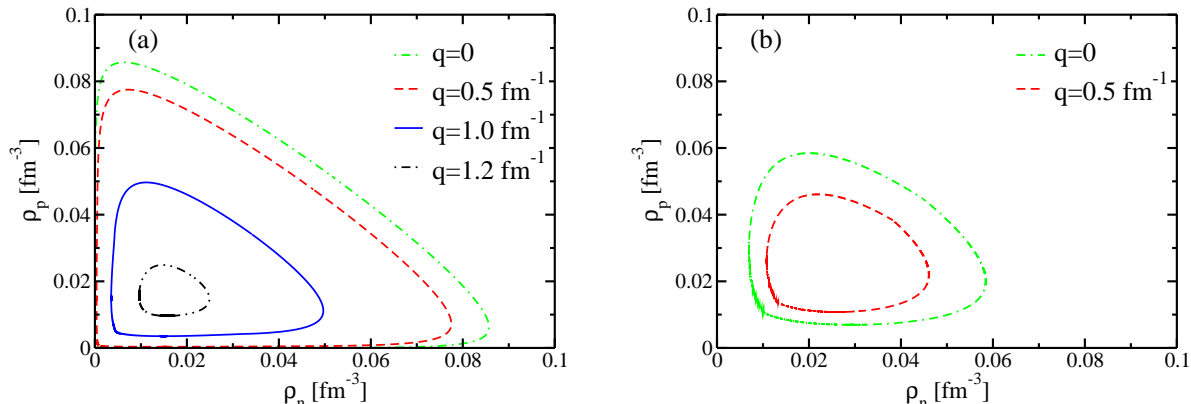 (a)
q=0
q=0.5 fm⁻¹
q=1.0 fm⁻¹
q=1.2 fm⁻¹
0.1
0.08
0.06
0.04
0.02
0
ρp [fm⁻³]
0 0.02 0.04 0.06 0.08 0.1
ρn [fm⁻³]
(b)
q=0
q=0.5 fm⁻¹
0.1
0.08
0.06
0.04
0.02
0
ρp [fm⁻³]
0 0.02 0.04 0.06 0.08 0.1
ρn [fm⁻³]